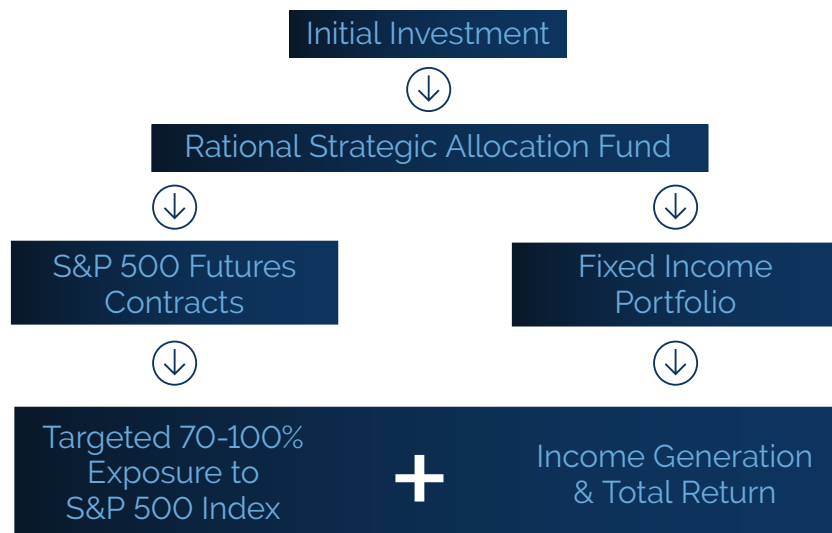 Initial Investment
Rational Strategic Allocation Fund
S&P 500 Futures
Contracts
Fixed Income
Portfolio
Targeted 70-100%
Exposure to
S&P 500 Index
+
Income Generation
& Total Return